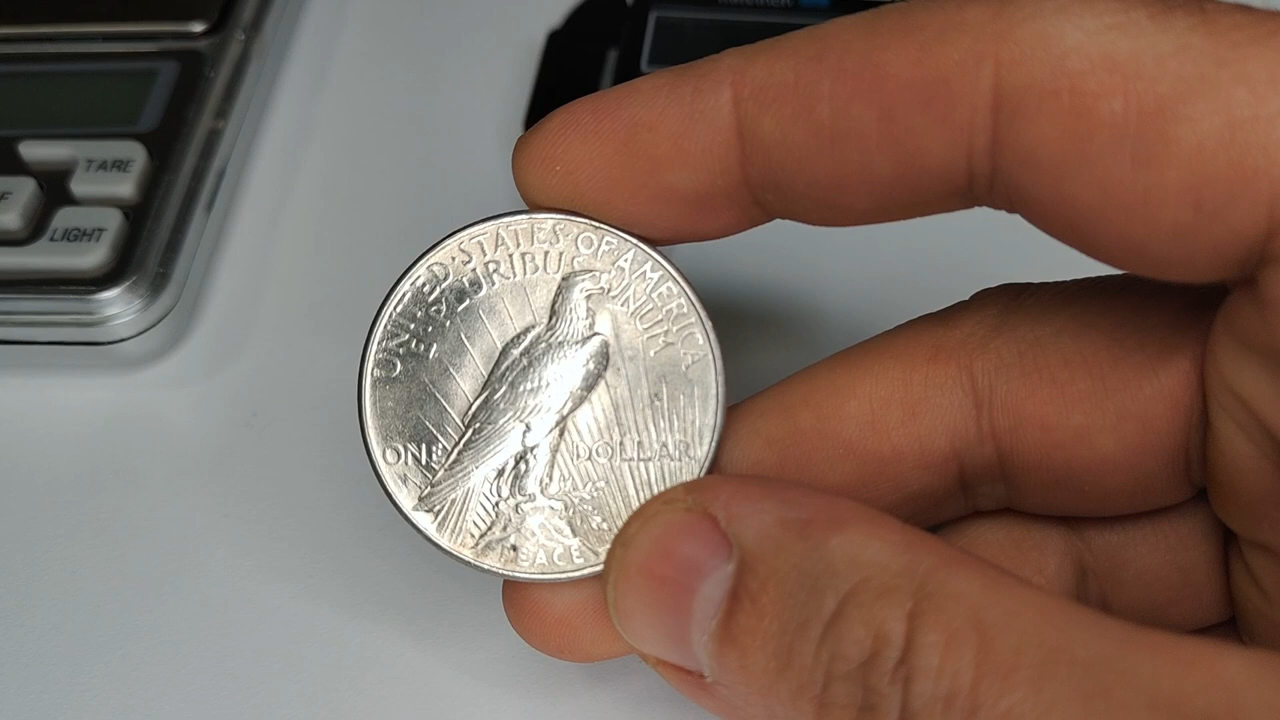 TARE
F
LIGHT
UNITED·STATES·OF·AMERICA
E·PLURIBUS UNUM
ONE DOLLAR
PEACE